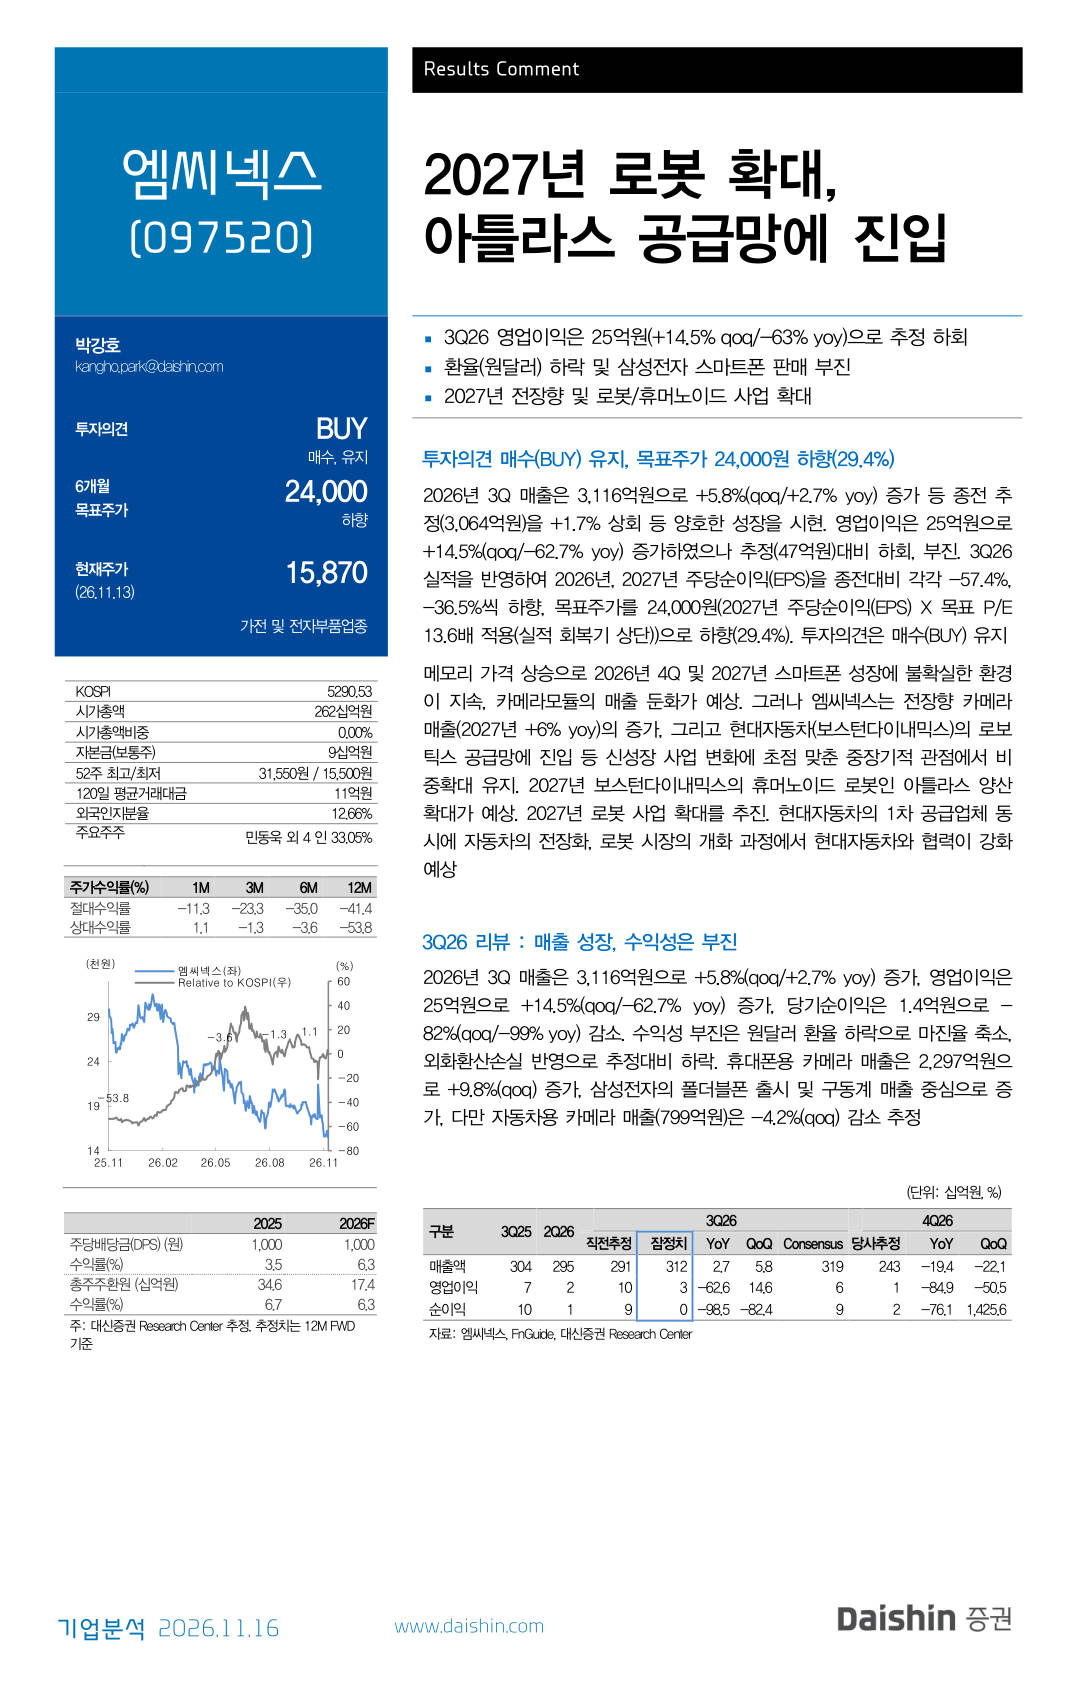 Results Comment
엠씨넥스
(097520)
박강호
kangho.park@daishin.com
투자의견 BUY
매수, 유지
6개월
목표주가 24,000
하향
현재주가 15,870
(26.11.13)
가전 및 전자부품업종
KOSPI 5290.53
시가총액 262십억원
시가총액비중 0.00%
자본금(보통주) 9십억원
52주 최고/최저 31,550원 / 15,500원
120일 평균거래대금 11억원
외국인지분율 12.66%
주요주주 민동욱 외 4 인 33.05%
주가수익률(%) 1M 3M 6M 12M
절대수익률 -11.3 -23.3 -35.0 -41.4
상대수익률 1.1 -1.3 -3.6 -53.8
(천원) (%)
엠씨넥스(좌)
Relative to KOSPI(우)
29
24
19
14
60
40
20
0
-20
-40
-60
-80
-53.8
-3.6
-1.3
1.1
25.11 26.02 26.05 26.08 26.11
2025 2026F
주당배당금(DPS) (원) 1,000 1,000
수익률(%) 3.5 6.3
총주주환원 (십억원) 34.6 17.4
수익률(%) 6.7 6.3
주: 대신증권 Research Center 추정. 추정치는 12M FWD
기준
2027년 로봇 확대,
아틀라스 공급망에 진입
▪ 3Q26 영업이익은 25억원(+14.5% qoq/-63% yoy)으로 추정 하회
▪ 환율(원달러) 하락 및 삼성전자 스마트폰 판매 부진
▪ 2027년 전장향 및 로봇/휴머노이드 사업 확대
투자의견 매수(BUY) 유지, 목표주가 24,000원 하향(29.4%)
2026년 3Q 매출은 3,116억원으로 +5.8%(qoq/+2.7% yoy) 증가 등 종전 추
정(3,064억원)을 +1.7% 상회 등 양호한 성장을 시현. 영업이익은 25억원으로
+14.5%(qoq/-62.7% yoy) 증가하였으나 추정(47억원)대비 하회, 부진. 3Q26
실적을 반영하여 2026년, 2027년 주당순이익(EPS)을 종전대비 각각 -57.4%,
-36.5%씩 하향, 목표주가를 24,000원(2027년 주당순이익(EPS) X 목표 P/E
13.6배 적용(실적 회복기 상단))으로 하향(29.4%). 투자의견은 매수(BUY) 유지
메모리 가격 상승으로 2026년 4Q 및 2027년 스마트폰 성장에 불확실한 환경
이 지속, 카메라모듈의 매출 둔화가 예상. 그러나 엠씨넥스는 전장향 카메라
매출(2027년 +6% yoy)의 증가, 그리고 현대자동차(보스턴다이내믹스)의 로보
틱스 공급망에 진입 등 신성장 사업 변화에 초점 맞춘 중장기적 관점에서 비
중확대 유지. 2027년 보스턴다이내믹스의 휴머노이드 로봇인 아틀라스 양산
확대가 예상. 2027년 로봇 사업 확대를 추진. 현대자동차의 1차 공급업체 동
시에 자동차의 전장화, 로봇 시장의 개화 과정에서 현대자동차와 협력이 강화
예상
3Q26 리뷰 : 매출 성장, 수익성은 부진
2026년 3Q 매출은 3,116억원으로 +5.8%(qoq/+2.7% yoy) 증가, 영업이익은
25억원으로 +14.5%(qoq/-62.7% yoy) 증가, 당기순이익은 1.4억원으로 -
82%(qoq/-99% yoy) 감소. 수익성 부진은 원달러 환율 하락으로 마진율 축소,
외화환산손실 반영으로 추정대비 하락. 휴대폰용 카메라 매출은 2,297억원으
로 +9.8%(qoq) 증가, 삼성전자의 폴더블폰 출시 및 구동계 매출 중심으로 증
가, 다만 자동차용 카메라 매출(799억원)은 -4.2%(qoq) 감소 추정
(단위: 십억원, %)
구분 3Q25 2Q26 3Q26 4Q26
직전추정 잠정치 YoY QoQ Consensus 당사추정 YoY QoQ
매출액 304 295 291 312 2.7 5.8 319 243 -19.4 -22.1
영업이익 7 2 10 3 -62.6 14.6 6 1 -84.9 -50.5
순이익 10 1 9 0 -98.5 -82.4 9 2 -76.1 1,425.6
자료: 엠씨넥스, FnGuide, 대신증권 Research Center
기업분석 2026.11.16
www.daishin.com
Daishin 증권